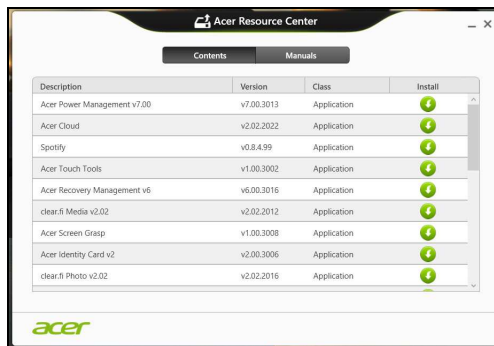 Acer Resource Center
Contents Manuals
Description Version Class Install
Acer Power Management v7.00 v7.00.3013 Application
Acer Cloud v2.02.2022 Application
Spotify v0.8.4.99 Application
Acer Touch Tools v1.00.3002 Application
Acer Recovery Management v6 v6.00.3016 Application
clear.fi Media v2.02 v2.02.2012 Application
Acer Screen Grasp v1.00.3008 Application
Acer Identity Card v2 v2.00.3006 Application
clear.fi Photo v2.02 v2.02.2016 Application
acer